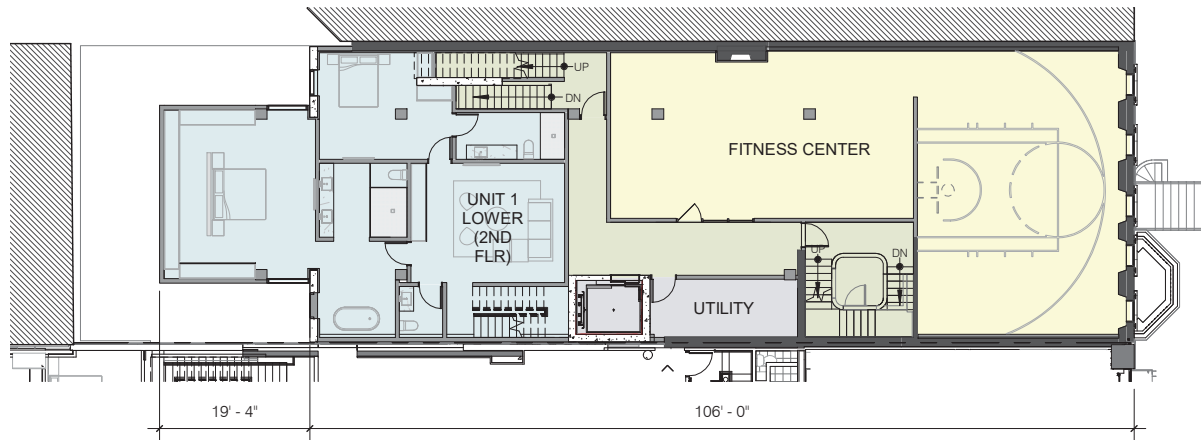 UP
DN
FITNESS CENTER
UNIT 1
LOWER
(2ND
FLR)
UP
DN
UTILITY
19' - 4"
106' - 0"